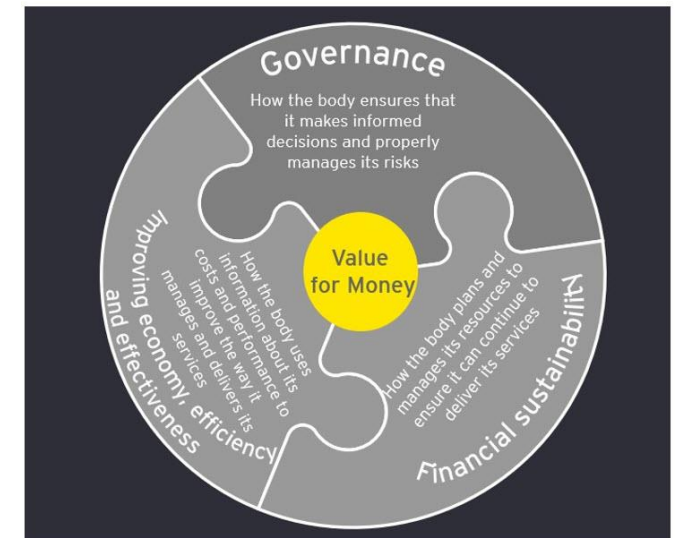 Governance
How the body ensures that
it makes informed
decisions and properly
manages its risks
Value
for Money
Improving economy, efficiency
and effectiveness
How the body uses
information about its
costs and performance to
improve the way it
manages and delivers its
services
How the body plans and
manages its resources to
ensure it can continue to
deliver its services
Financial sustainability